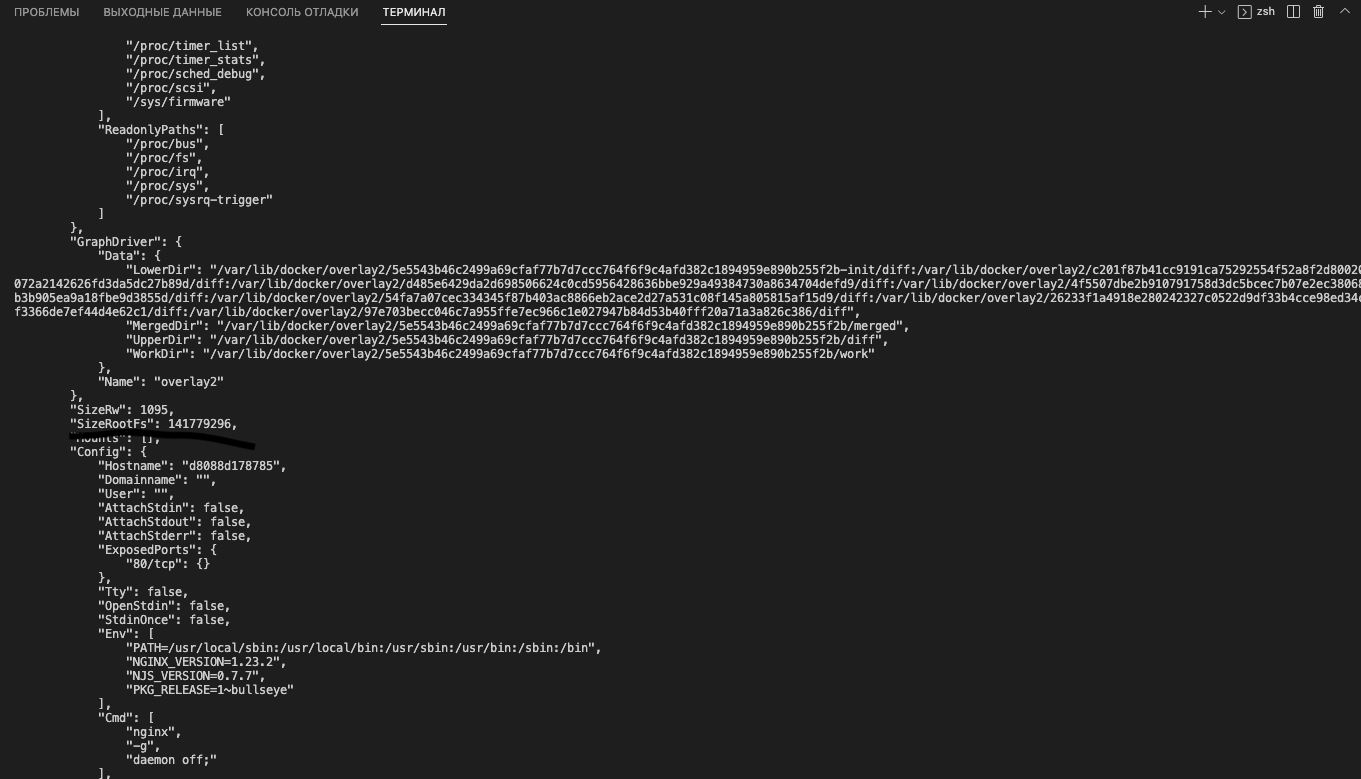 ПРОБЛЕМЫ ВЫХОДНЫЕ ДАННЫЕ КОНСОЛЬ ОТЛАДКИ ТЕРМИНАЛ zsh
"/proc/timer_list",
"/proc/timer_stats",
"/proc/sched_debug",
"/proc/scsi",
"/sys/firmware"
],
"ReadonlyPaths": [
"/proc/bus",
"/proc/fs",
"/proc/irq",
"/proc/sys",
"/proc/sysrq-trigger"
]
},
"GraphDriver": {
"Data": {
"LowerDir": "/var/lib/docker/overlay2/5e5543b46c2499a69cfaf77b7d7ccc764f6f9c4afd382c1894959e890b255f2b-init/diff:/var/lib/docker/overlay2/c201f87b41cc9191ca75292554f52a8f2d80020
072a2142626fd3da5dc27b89d/diff:/var/lib/docker/overlay2/d485e6429da2d698506624c0cd5956428636bbe929a49384730a8634704defd9/diff:/var/lib/docker/overlay2/4f5507dbe2b910791758d3dc5bcec7b07e2ec38068
b3b905ea9a18fbe9d3855d/diff:/var/lib/docker/overlay2/54fa7a07cec334345f87b403ac8866eb2ace2d27a531c08f145a805815af15d9/diff:/var/lib/docker/overlay2/26233f1a4918e280242327c0522d9df33b4cce98ed34
f3366de7ef44d4e62c1/diff:/var/lib/docker/overlay2/97e703becc046c7a955ffe7ec966c1e027947b84d53b40fff20a71a3a826c386/diff",
"MergedDir": "/var/lib/docker/overlay2/5e5543b46c2499a69cfaf77b7d7ccc764f6f9c4afd382c1894959e890b255f2b/merged",
"UpperDir": "/var/lib/docker/overlay2/5e5543b46c2499a69cfaf77b7d7ccc764f6f9c4afd382c1894959e890b255f2b/diff",
"WorkDir": "/var/lib/docker/overlay2/5e5543b46c2499a69cfaf77b7d7ccc764f6f9c4afd382c1894959e890b255f2b/work"
},
"Name": "overlay2"
},
"SizeRw": 1095,
"SizeRootFs": 141779296,
"Mounts": [],
"Config": {
"Hostname": "d8088d178785",
"Domainname": "",
"User": "",
"AttachStdin": false,
"AttachStdout": false,
"AttachStderr": false,
"ExposedPorts": {
"80/tcp": {}
},
"Tty": false,
"OpenStdin": false,
"StdinOnce": false,
"Env": [
"PATH=/usr/local/sbin:/usr/local/bin:/usr/sbin:/usr/bin:/sbin:/bin",
"NGINX_VERSION=1.23.2",
"NJS_VERSION=0.7.7",
"PKG_RELEASE=1~bullseye"
],
"Cmd": [
"nginx",
"-g",
"daemon off;"
],